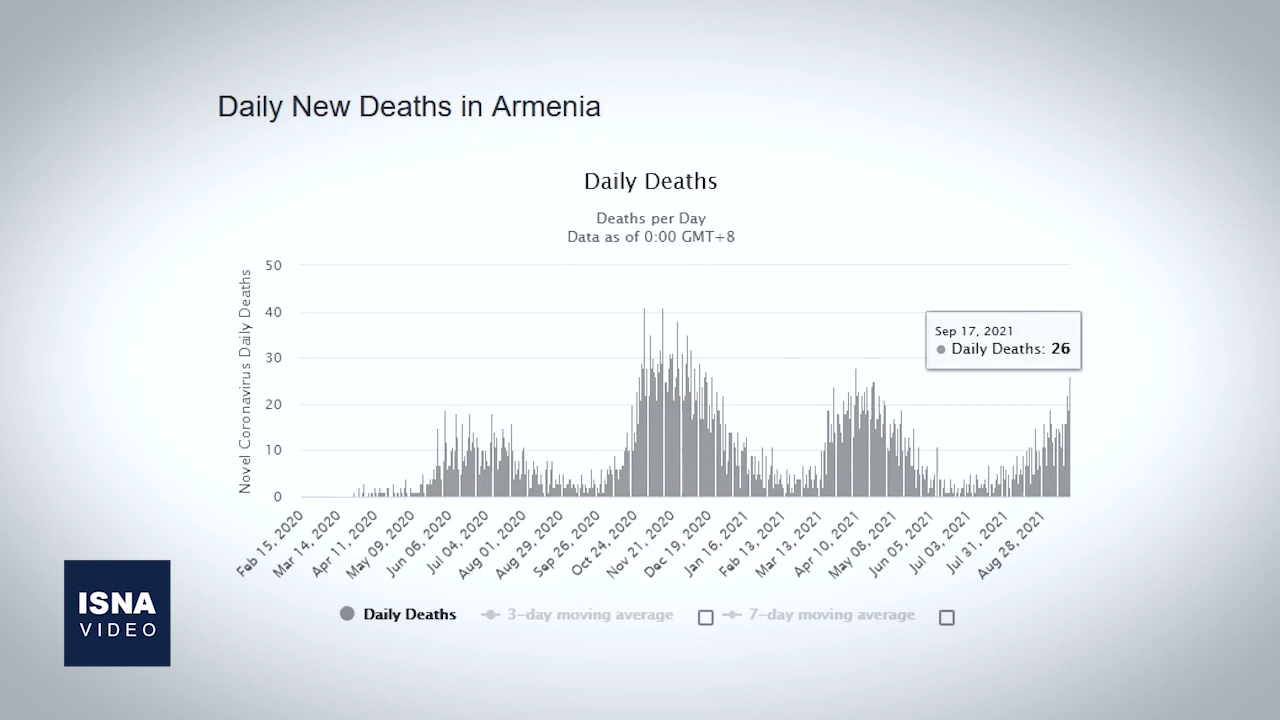 Daily New Deaths in Armenia
Daily Deaths
Deaths per Day
Data as of 0:00 GMT+8
Novel Coronavirus Daily Deaths
50
40
30
20
10
0
Sep 17, 2021
Daily Deaths: 26
Feb 15, 2020
Mar 14, 2020
Apr 11, 2020
May 09, 2020
Jun 06, 2020
Jul 04, 2020
Aug 01, 2020
Aug 29, 2020
Sep 26, 2020
Oct 24, 2020
Nov 21, 2020
Dec 19, 2020
Jan 16, 2021
Feb 13, 2021
Mar 13, 2021
Apr 10, 2021
May 08, 2021
Jun 05, 2021
Jul 03, 2021
Jul 31, 2021
Aug 28, 2021
Daily Deaths
3-day moving average
7-day moving average
ISNA
VIDEO